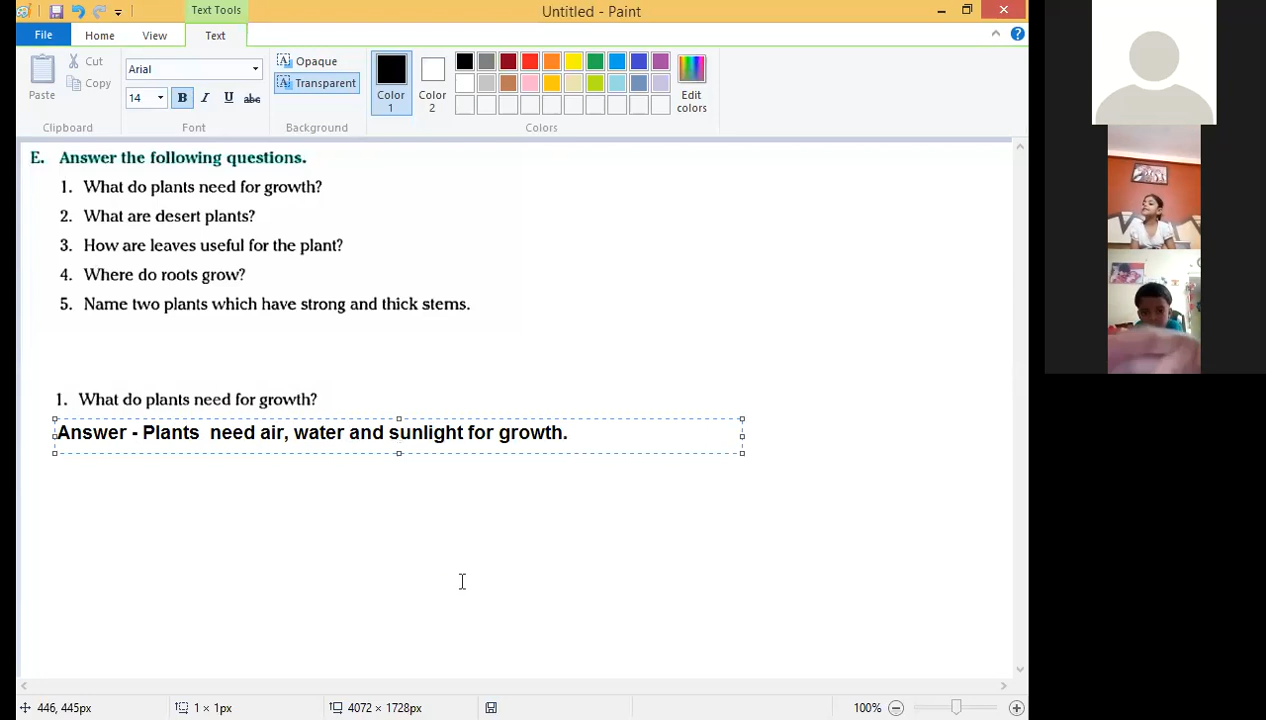 Text Tools
Untitled - Paint
File
Home
View
Text
Paste
Cut
Copy
Clipboard
Arial
14
B I U abc
Font
Opaque
Transparent
Background
Color 1
Color 2
Edit colors
Colors
E. Answer the following questions.
1. What do plants need for growth?
2. What are desert plants?
3. How are leaves useful for the plant?
4. Where do roots grow?
5. Name two plants which have strong and thick stems.
1. What do plants need for growth?
Answer - Plants  need air, water and sunlight for growth.
446, 445px
1 × 1px
4072 × 1728px
100%